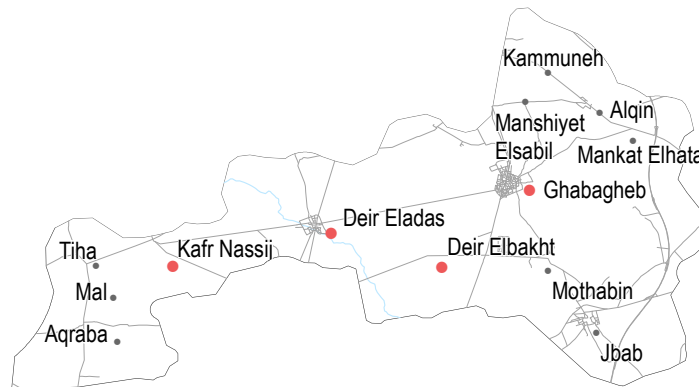 Kammuneh
Alqin
Manshiyet
Elsabil
Mankat Elhata
Ghabagheb
Deir Eladas
Kafr Nassij
Deir Elbakht
Tiha
Mothabin
Mal
Aqraba
Jbab